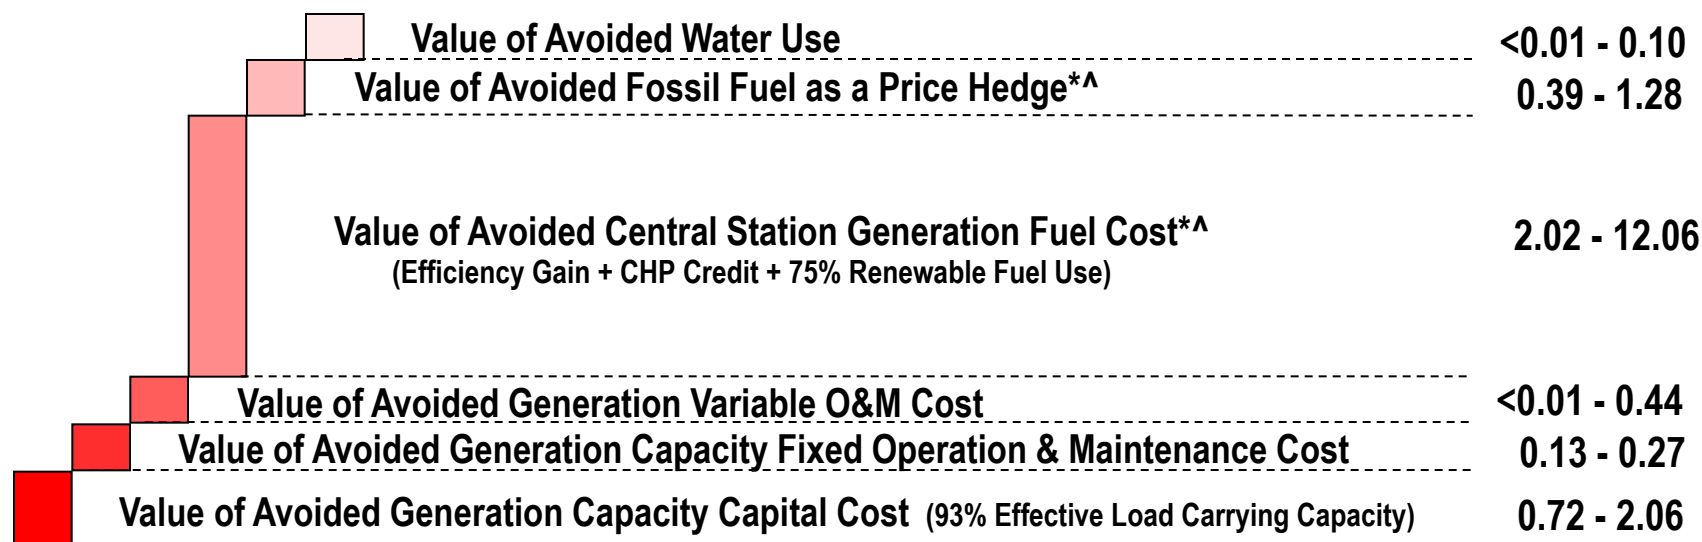 Value of Avoided Water Use <0.01 - 0.10
Value of Avoided Fossil Fuel as a Price Hedge*^ 0.39 - 1.28
Value of Avoided Central Station Generation Fuel Cost*^ 2.02 - 12.06
(Efficiency Gain + CHP Credit + 75% Renewable Fuel Use)
Value of Avoided Generation Variable O&M Cost <0.01 - 0.44
Value of Avoided Generation Capacity Fixed Operation & Maintenance Cost 0.13 - 0.27
Value of Avoided Generation Capacity Capital Cost (93% Effective Load Carrying Capacity) 0.72 - 2.06